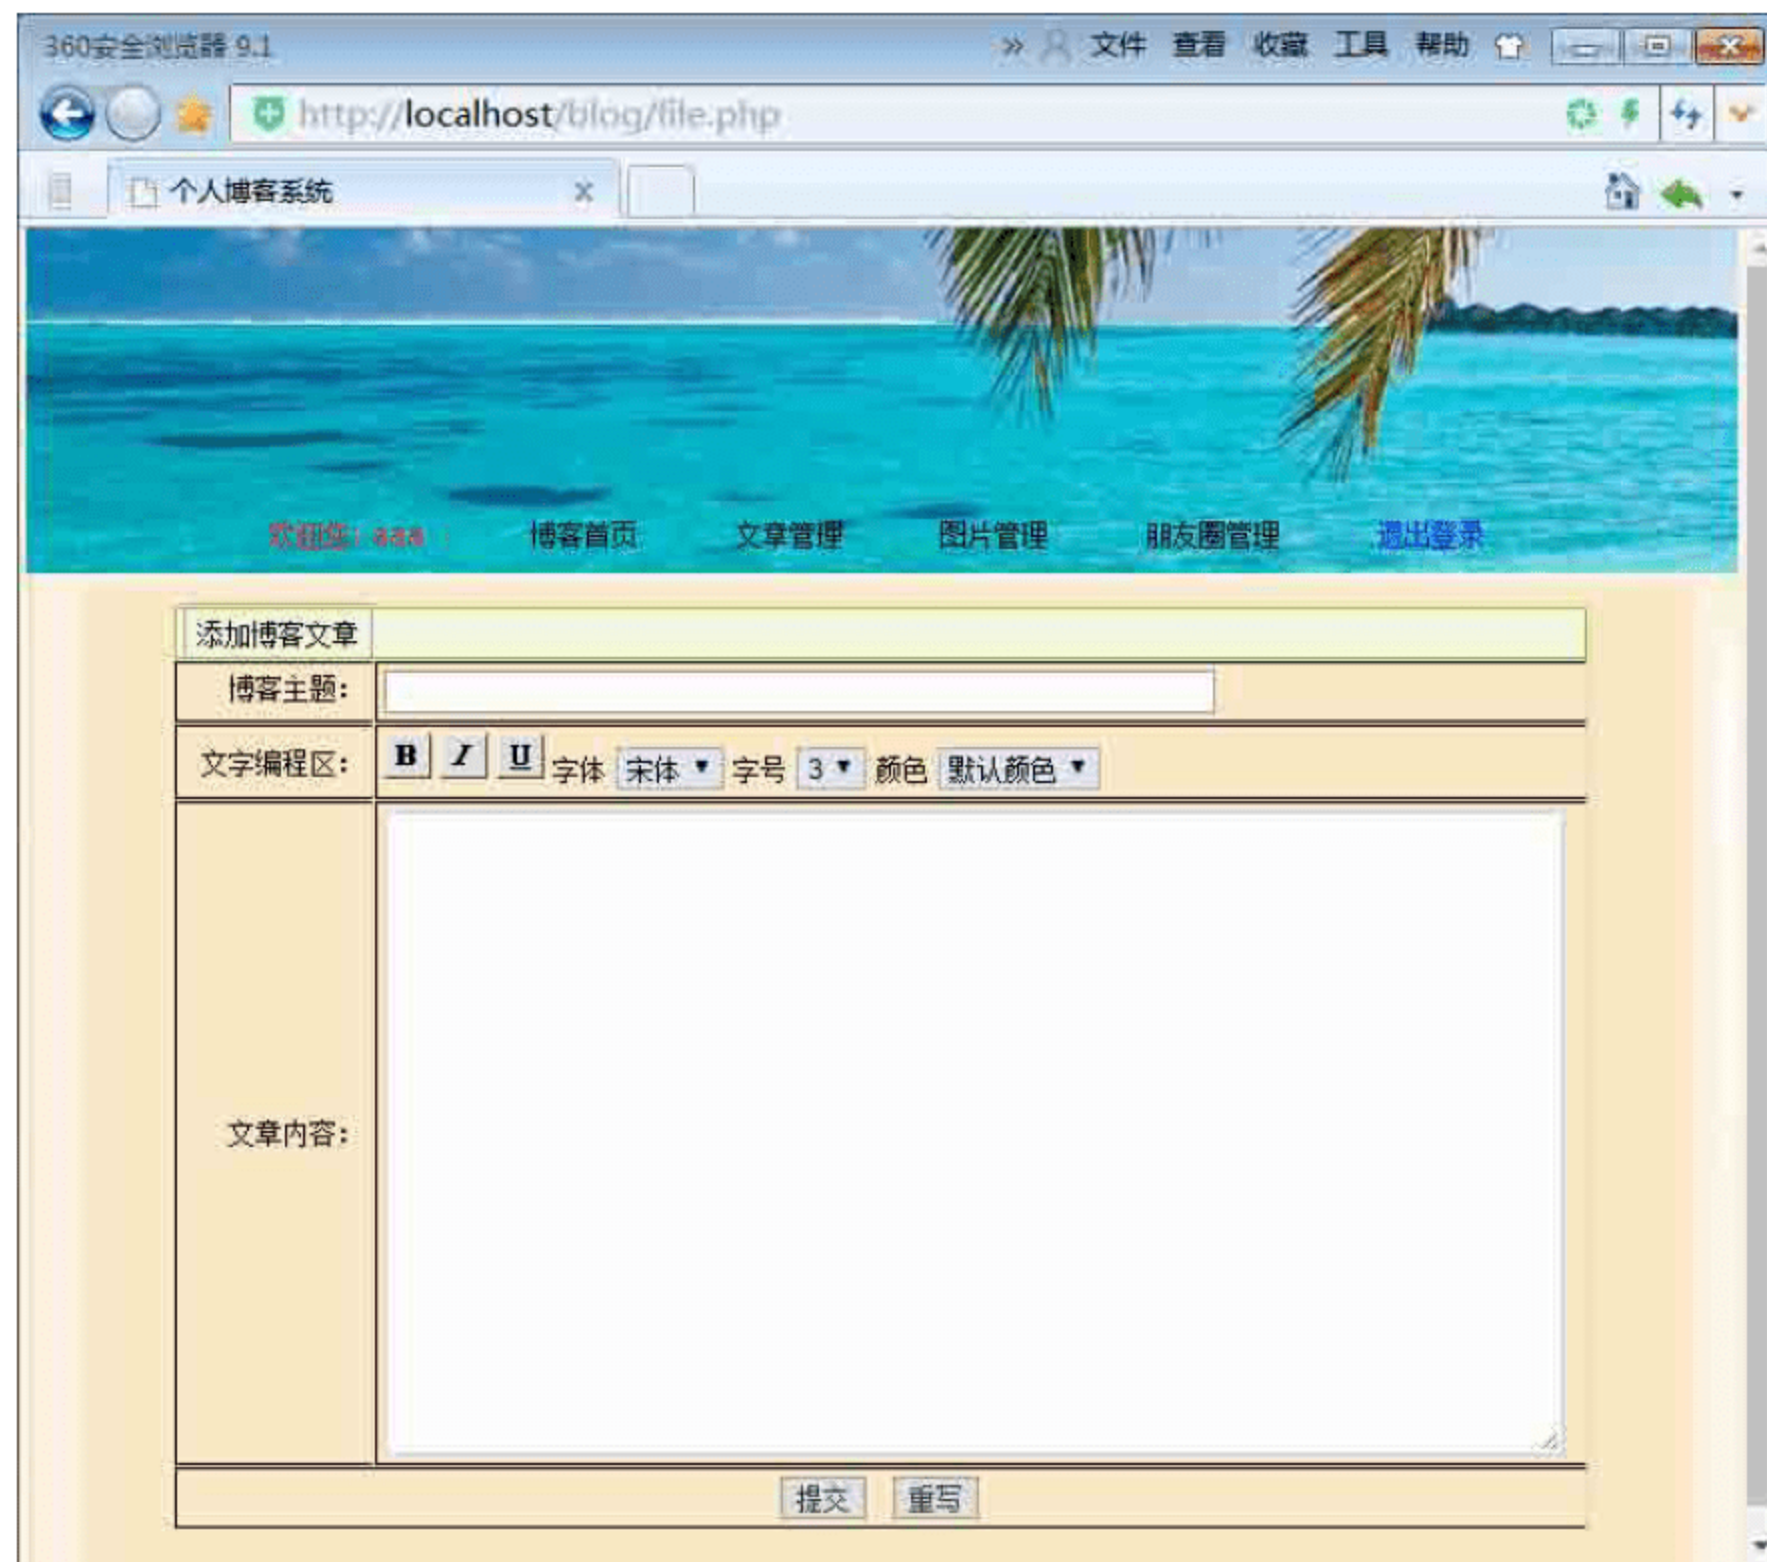 360安全浏览器 9.1 » 文件 查看 收藏 工具 帮助
http://localhost/blog/file.php
个人博客系统
欢迎您！aaa 博客首页 文章管理 图片管理 朋友圈管理 退出登录
添加博客文章
博客主题：
文字编程区： B I U 字体 宋体 字号 3 颜色 默认颜色
文章内容：
提交 重写